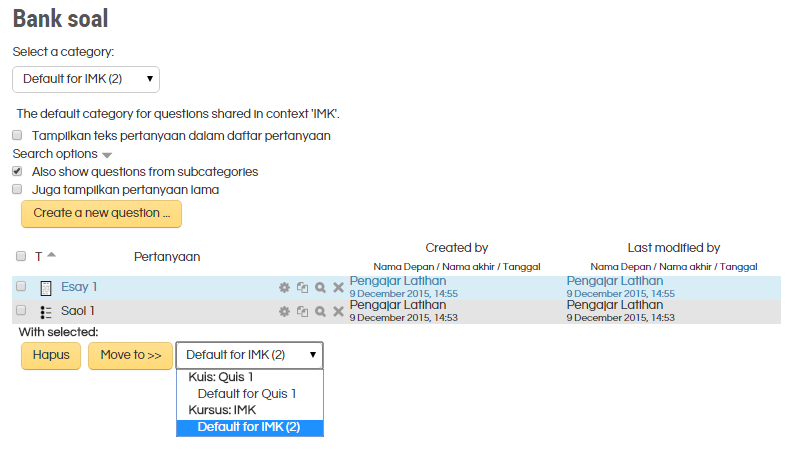 Bank soal
Select a category:
Default for IMK (2)
The default category for questions shared in context 'IMK'.
Tampilkan teks pertanyaan dalam daftar pertanyaan
Search options
Also show questions from subcategories
Juga tampilkan pertanyaan lama
Create a new question ...
T Pertanyaan Created by Last modified by
Nama Depan / Nama akhir / Tanggal Nama Depan / Nama akhir / Tanggal
Esay 1 Pengajar Latihan Pengajar Latihan
9 December 2015, 14:55 9 December 2015, 14:55
Saol 1 Pengajar Latihan Pengajar Latihan
9 December 2015, 14:53 9 December 2015, 14:53
With selected:
Hapus Move to >> Default for IMK (2)
Kuis: Quis 1
Default for Quis 1
Kursus: IMK
Default for IMK (2)